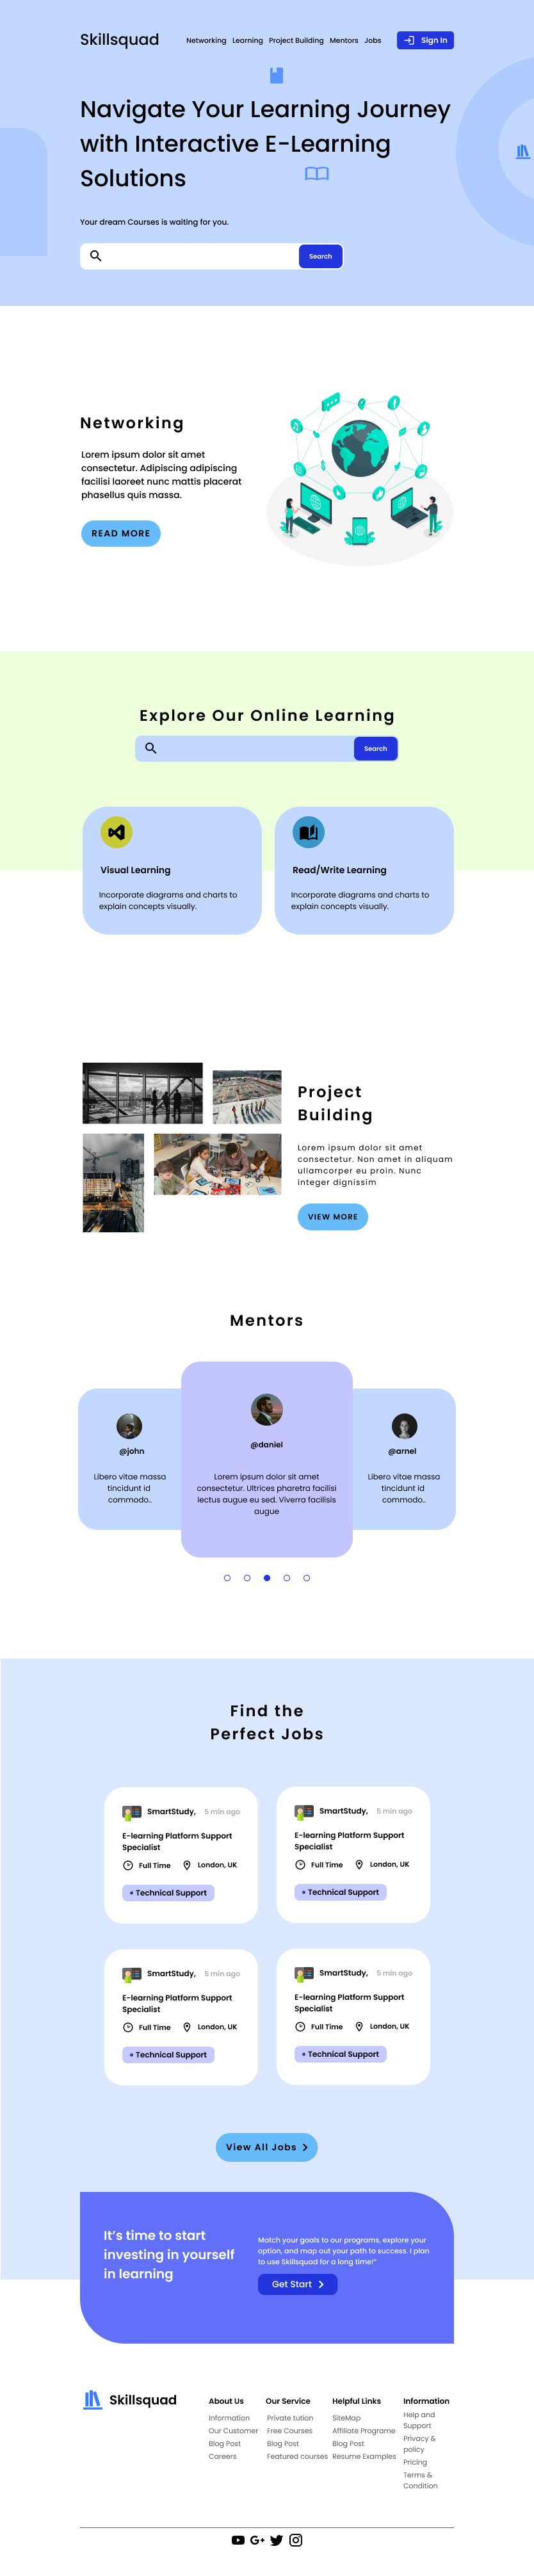 Skillsquad
Networking Learning Project Building Mentors Jobs
Sign In
Navigate Your Learning Journey
with Interactive E-Learning
Solutions
Your dream Courses is waiting for you.
Search
Networking
Lorem ipsum dolor sit amet
consectetur. Adipiscing adipiscing
facilisi laoreet nunc mattis placerat
phasellus quis massa.
READ MORE
Explore Our Online Learning
Search
Visual Learning
Incorporate diagrams and charts to
explain concepts visually.
Read/Write Learning
Incorporate diagrams and charts to
explain concepts visually.
Project
Building
Lorem ipsum dolor sit amet
consectetur. Non amet in aliquam
ullamcorper eu proin. Nunc
integer dignissim
VIEW MORE
Mentors
@john
Libero vitae massa
tincidunt id
commodo..
@daniel
Lorem ipsum dolor sit amet
consectetur. Ultrices pharetra facilisi
lectus augue eu sed. Viverra facilisis
augue
@arnel
Libero vitae massa
tincidunt id
commodo..
Find the
Perfect Jobs
SmartStudy, 5 min ago
E-learning Platform Support
Specialist
Full Time London, UK
• Technical Support
SmartStudy, 5 min ago
E-learning Platform Support
Specialist
Full Time London, UK
• Technical Support
SmartStudy, 5 min ago
E-learning Platform Support
Specialist
Full Time London, UK
• Technical Support
SmartStudy, 5 min ago
E-learning Platform Support
Specialist
Full Time London, UK
• Technical Support
View All Jobs
It's time to start
investing in yourself
in learning
Match your goals to our programs, explore your
option, and map out your path to success. I plan
to use Skillsquad for a long time!"
Get Start
Skillsquad
About Us
Information
Our Customer
Blog Post
Careers
Our Service
Private tution
Free Courses
Blog Post
Featured courses
Helpful Links
SiteMap
Affiliate Programe
Blog Post
Resume Examples
Information
Help and
Support
Privacy &
policy
Pricing
Terms &
Condition
G+